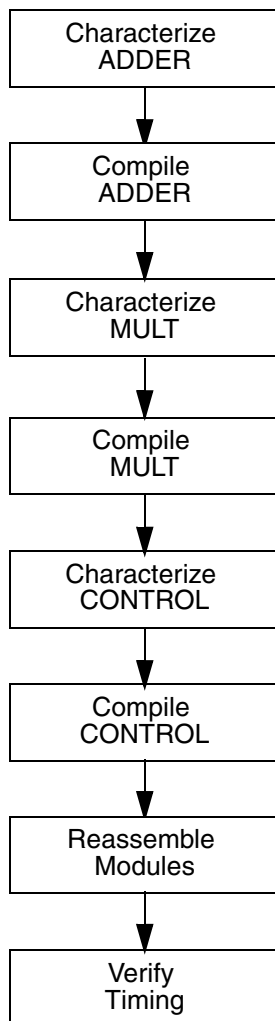 Characterize
ADDER
Compile
ADDER
Characterize
MULT
Compile
MULT
Characterize
CONTROL
Compile
CONTROL
Reassemble
Modules
Verify
Timing